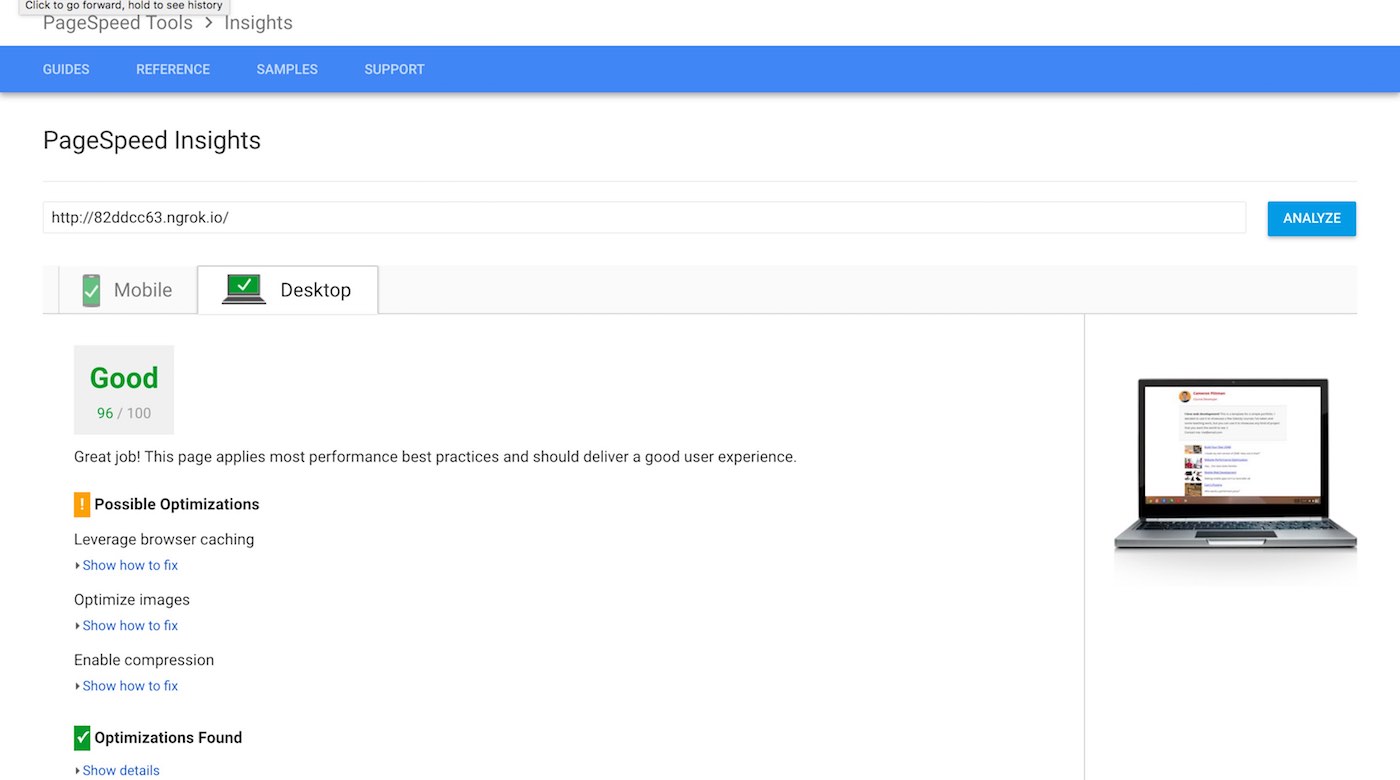 Click to go forward, hold to see history
PageSpeed Tools > Insights
GUIDES REFERENCE SAMPLES SUPPORT
PageSpeed Insights
http://82ddcc63.ngrok.io/
ANALYZE
Mobile Desktop
Good
96 / 100
Great job! This page applies most performance best practices and should deliver a good user experience.
! Possible Optimizations
Leverage browser caching
Show how to fix
Optimize images
Show how to fix
Enable compression
Show how to fix
Optimizations Found
Show details
Cameron Pittman